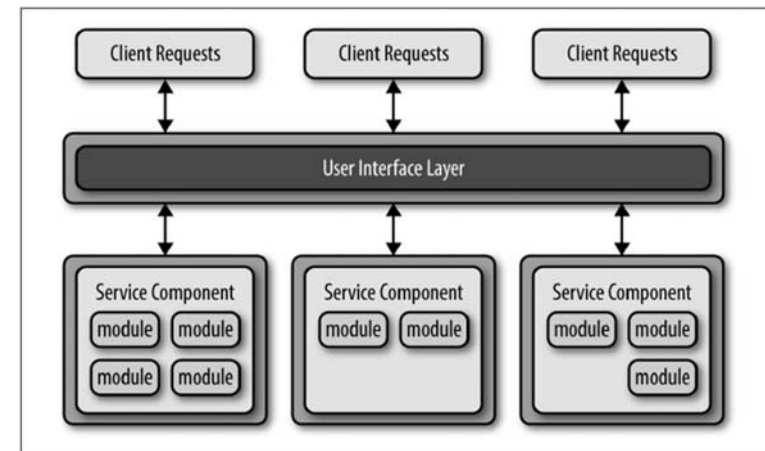 Client Requests Client Requests Client Requests
User Interface Layer
Service Component Service Component Service Component
module module module module module module
module module module